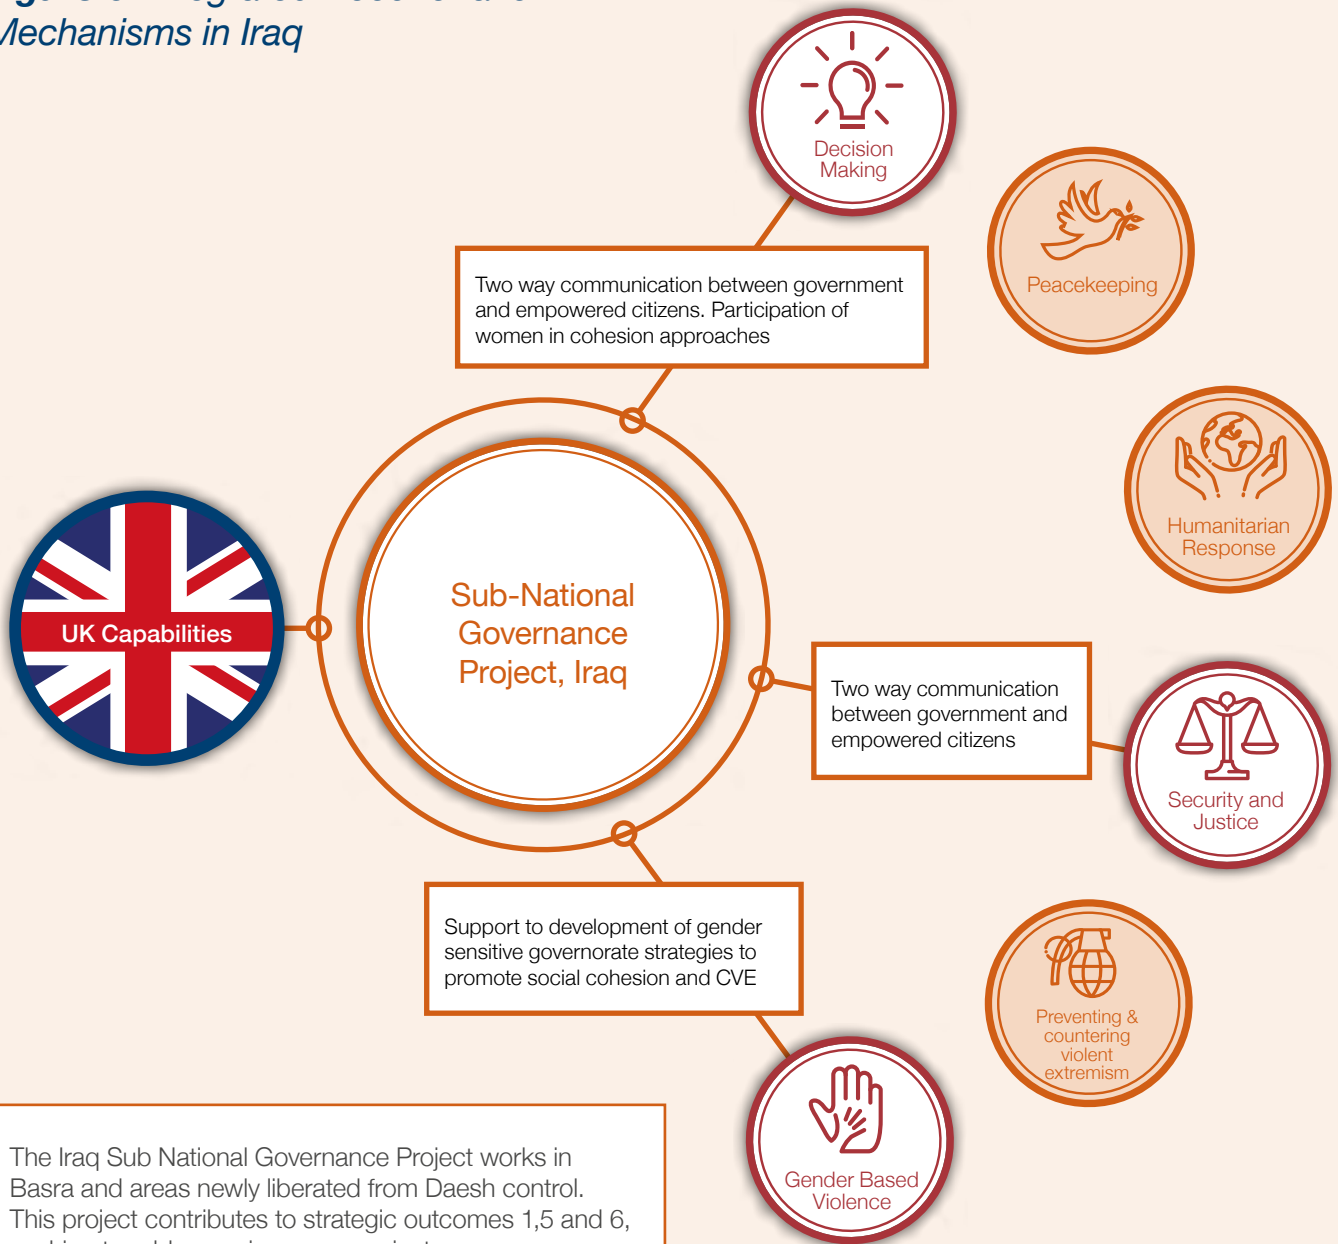 Mechanisms in Iraq
Decision
Making
Peacekeeping
Two way communication between government
and empowered citizens. Participation of
women in cohesion approaches
Humanitarian
Response
Sub-National
Governance
Project, Iraq
UK Capabilities
Two way communication
between government and
empowered citizens
Security and
Justice
Support to development of gender
sensitive governorate strategies to
promote social cohesion and CVE
Preventing &
countering
violent
extremism
Gender Based
Violence
The Iraq Sub National Governance Project works in
Basra and areas newly liberated from Daesh control.
This project contributes to strategic outcomes 1,5 and 6,